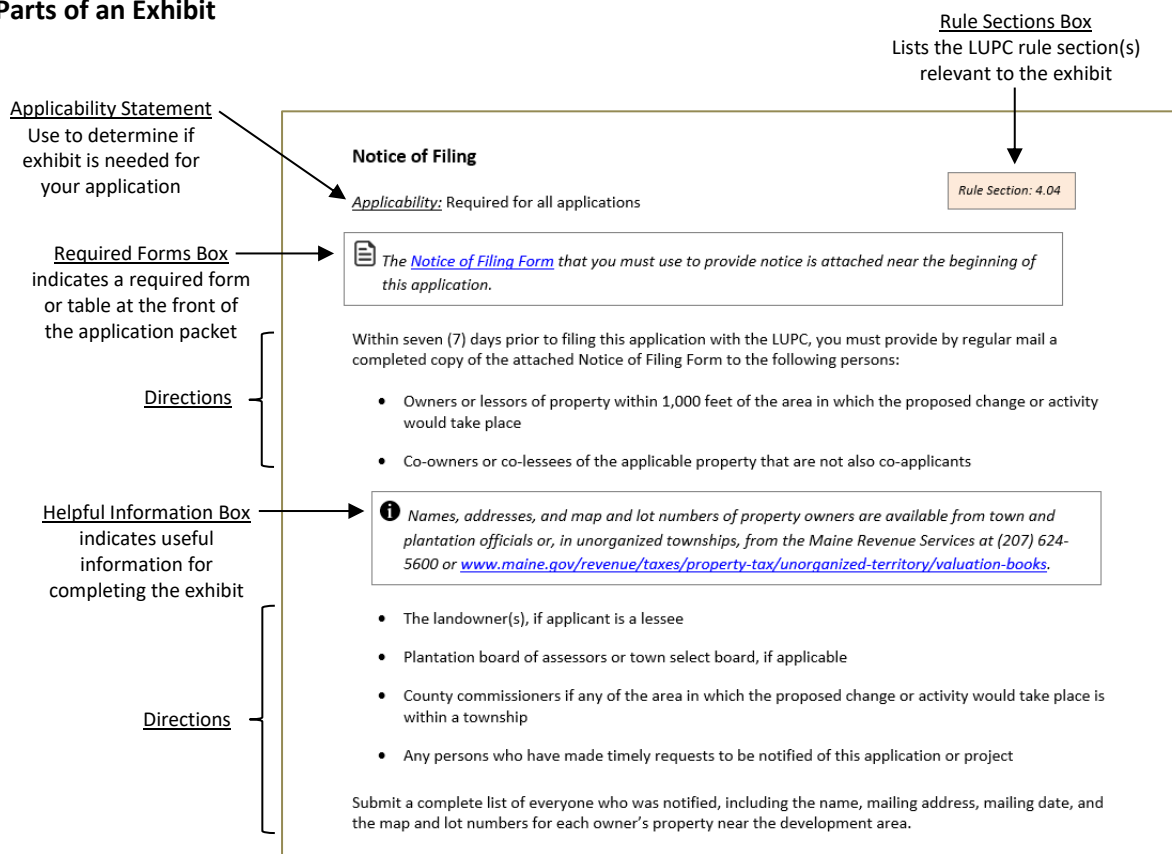 Parts of an Exhibit
Rule Sections Box
Lists the LUPC rule section(s)
relevant to the exhibit
Applicability Statement
Use to determine if
exhibit is needed for
your application
Notice of Filing
Rule Section: 4.04
Applicability: Required for all applications
Required Forms Box
indicates a required form
or table at the front of
the application packet
The Notice of Filing Form that you must use to provide notice is attached near the beginning of
this application.
Directions
Within seven (7) days prior to filing this application with the LUPC, you must provide by regular mail a
completed copy of the attached Notice of Filing Form to the following persons:
• Owners or lessors of property within 1,000 feet of the area in which the proposed change or activity
would take place
• Co-owners or co-lessees of the applicable property that are not also co-applicants
Helpful Information Box
indicates useful
information for
completing the exhibit
Names, addresses, and map and lot numbers of property owners are available from town and
plantation officials or, in unorganized townships, from the Maine Revenue Services at (207) 624-
5600 or www.maine.gov/revenue/taxes/property-tax/unorganized-territory/valuation-books.
Directions
• The landowner(s), if applicant is a lessee
• Plantation board of assessors or town select board, if applicable
• County commissioners if any of the area in which the proposed change or activity would take place is
within a township
• Any persons who have made timely requests to be notified of this application or project
Submit a complete list of everyone who was notified, including the name, mailing address, mailing date, and
the map and lot numbers for each owner's property near the development area.